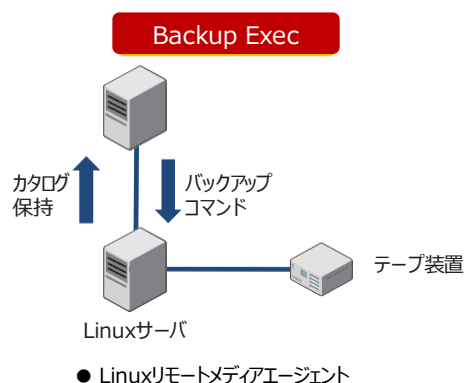 Backup Exec
カタログ
保持
バックアップ
コマンド
テープ装置
Linuxサーバ
● Linuxリモートメディアエージェント